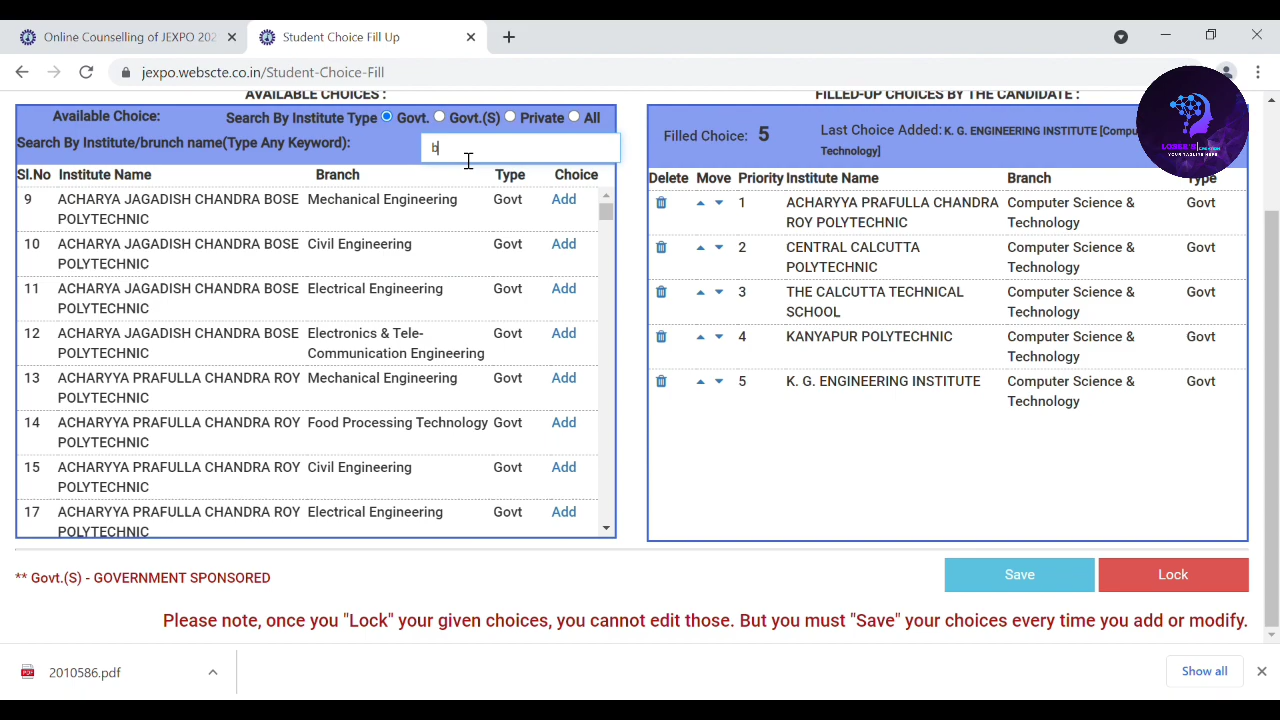 Online Counselling of JEXPO 202
Student Choice Fill Up
jexpo.webscte.co.in/Student-Choice-Fill
AVAILABLE CHOICES :
Available Choice: Search By Institute Type Govt. Govt.(S) Private All
Search By Institute/brunch name(Type Any Keyword): b
Sl.No Institute Name Branch Type Choice
9 ACHARYA JAGADISH CHANDRA BOSE Mechanical Engineering Govt Add
POLYTECHNIC
10 ACHARYA JAGADISH CHANDRA BOSE Civil Engineering Govt Add
POLYTECHNIC
11 ACHARYA JAGADISH CHANDRA BOSE Electrical Engineering Govt Add
POLYTECHNIC
12 ACHARYA JAGADISH CHANDRA BOSE Electronics & Tele- Govt Add
POLYTECHNIC Communication Engineering
13 ACHARYYA PRAFULLA CHANDRA ROY Mechanical Engineering Govt Add
POLYTECHNIC
14 ACHARYYA PRAFULLA CHANDRA ROY Food Processing Technology Govt Add
POLYTECHNIC
15 ACHARYYA PRAFULLA CHANDRA ROY Civil Engineering Govt Add
POLYTECHNIC
17 ACHARYYA PRAFULLA CHANDRA ROY Electrical Engineering Govt Add
POLYTECHNIC
FILLED-UP CHOICES BY THE CANDIDATE :
Filled Choice: 5 Last Choice Added: K. G. ENGINEERING INSTITUTE [Compu
Technology]
Delete Move Priority Institute Name Branch Type
1 ACHARYYA PRAFULLA CHANDRA Computer Science & Govt
ROY POLYTECHNIC Technology
2 CENTRAL CALCUTTA Computer Science & Govt
POLYTECHNIC Technology
3 THE CALCUTTA TECHNICAL Computer Science & Govt
SCHOOL Technology
4 KANYAPUR POLYTECHNIC Computer Science & Govt
Technology
5 K. G. ENGINEERING INSTITUTE Computer Science & Govt
Technology
** Govt.(S) - GOVERNMENT SPONSORED
Save Lock
Please note, once you "Lock" your given choices, you cannot edit those. But you must "Save" your choices every time you add or modify.
PDF 2010586.pdf
Show all
YOUR TAGLINE HERE